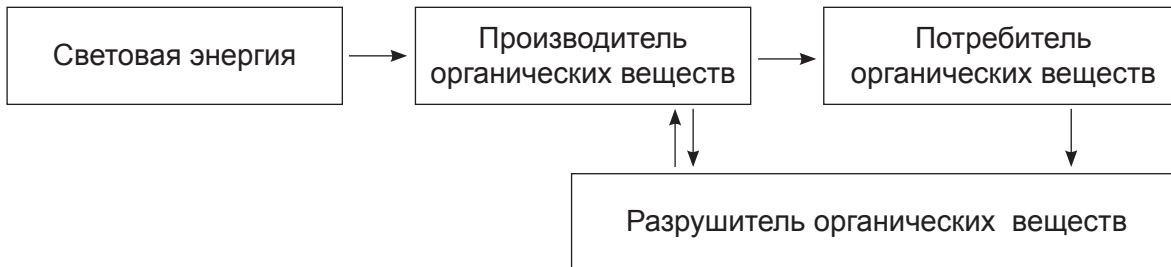 Световая энергия
Производитель
органических веществ
Потребитель
органических веществ
Разрушитель органических веществ